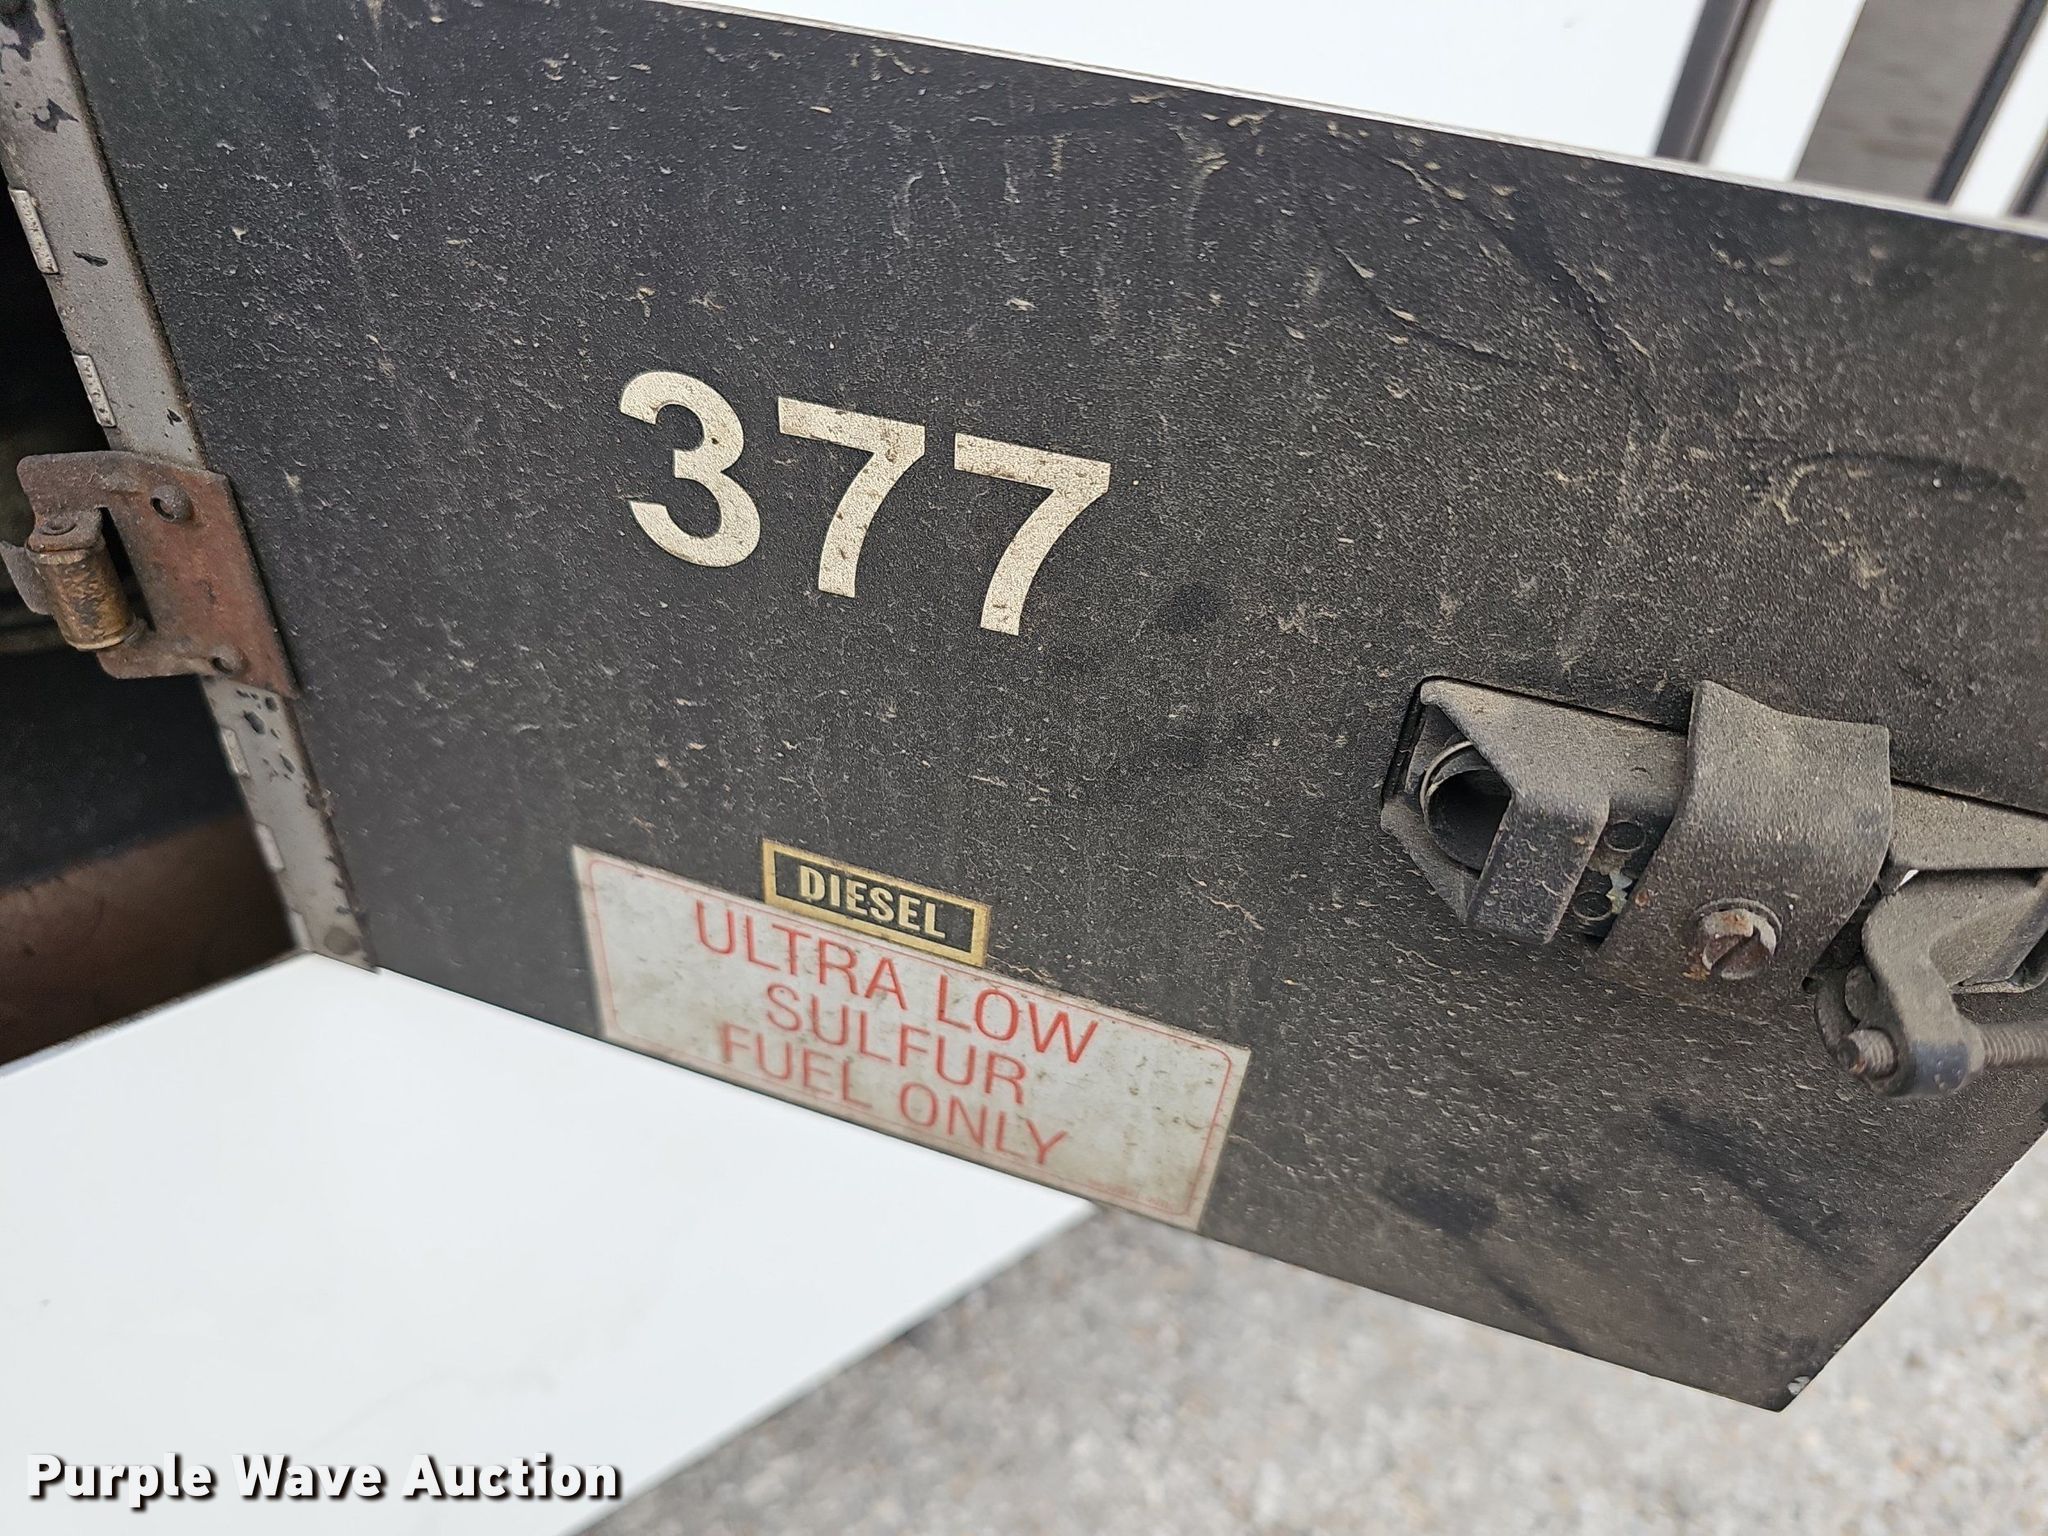 377
DIESEL
ULTRA LOW
SULFUR
FUEL ONLY
Purple Wave Auction